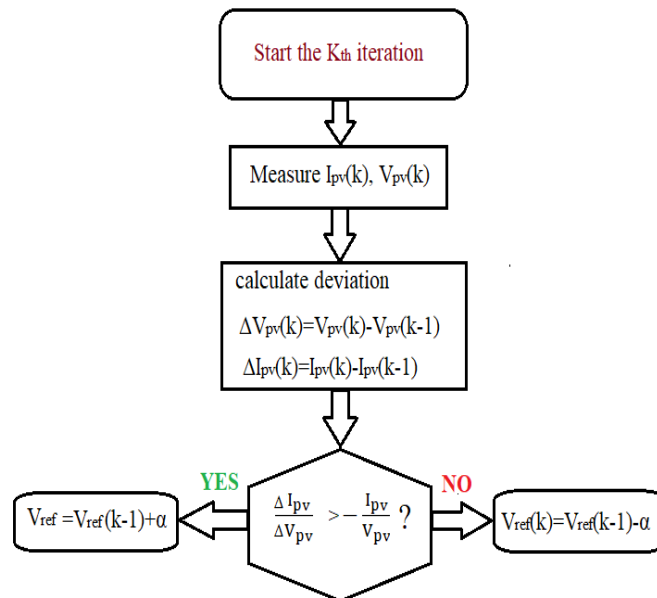 Start the Kth iteration
Measure Ipv(k), Vpv(k)
calculate deviation
ΔVpv(k)=Vpv(k)-Vpv(k-1)
ΔIpv(k)=Ipv(k)-Ipv(k-1)
YES
NO
Vref =Vref(k-1)+α
Δ Ipv/ΔVpv >− Ipv/Vpv ?
Vref(k)=Vref(k-1)-α